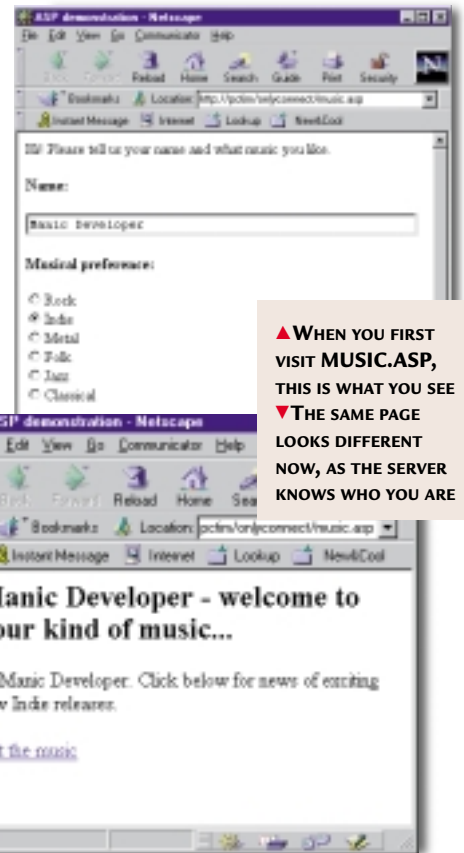 ASP demonstration - Netscape
File Edit View Go Communicator Help
Back Forward Reload Home Search Guide Print Security
N
Bookmarks Location: http://pctim/onlyconnect/music.asp
Instant Message Internet Lookup New&Cool
Hi! Please tell us your name and what music you like.
Name:
Manic Developer
Musical preference:
Rock
Indie
Metal
Folk
Jazz
Classical
▲WHEN YOU FIRST
VISIT MUSIC.ASP,
THIS IS WHAT YOU SEE
▼THE SAME PAGE
LOOKS DIFFERENT
NOW, AS THE SERVER
KNOWS WHO YOU ARE
SP demonstration - Netscape
Edit View Go Communicator Help
Back Forward Reload Home Sea
Bookmarks Location: pctim/onlyconnect/music.asp
Instant Message Internet Lookup New&Cool
Manic Developer - welcome to
our kind of music...
Manic Developer. Click below for news of exciting
w Indie releases.
t the music